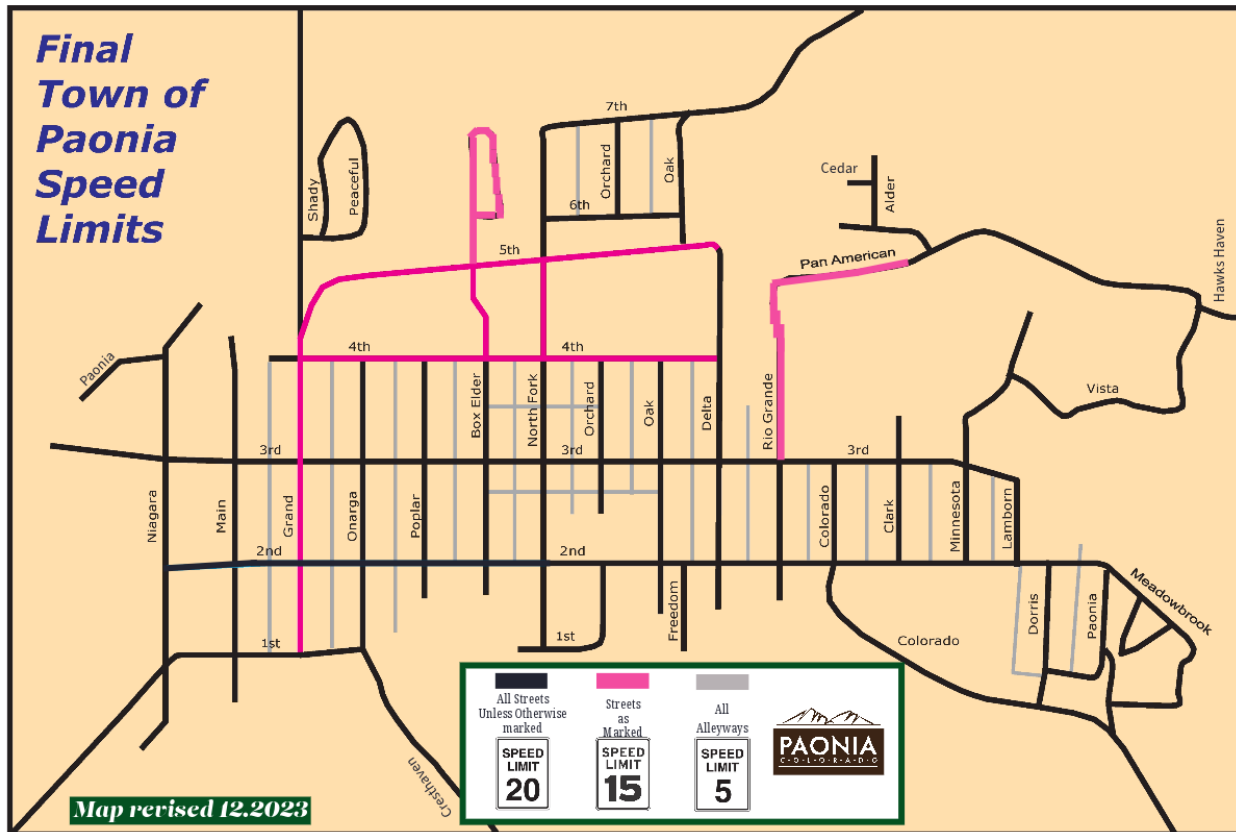 Final
Town of
Paonia
Speed
Limits
7th
Orchard
Oak
6th
Shady
Peaceful
Cedar
Alder
5th
Pan American
Hawks Haven
4th
4th
Paonia
Vista
Box Elder
North Fork
Orchard
Oak
Delta
Rio Grande
3rd
3rd
3rd
Niagara
Main
Grand
Onarga
Poplar
Colorado
Clark
Minnesota
Lamborn
2nd
2nd
Meadowbrook
Freedom
Dorris
Paonia
1st
1st
Colorado
Cresthaven
All Streets
Unless Otherwise
marked
SPEED
LIMIT
20
Streets
as
Marked
SPEED
LIMIT
15
All
Alleyways
SPEED
LIMIT
5
PAONIA
COLORADO
Map revised 12.2023